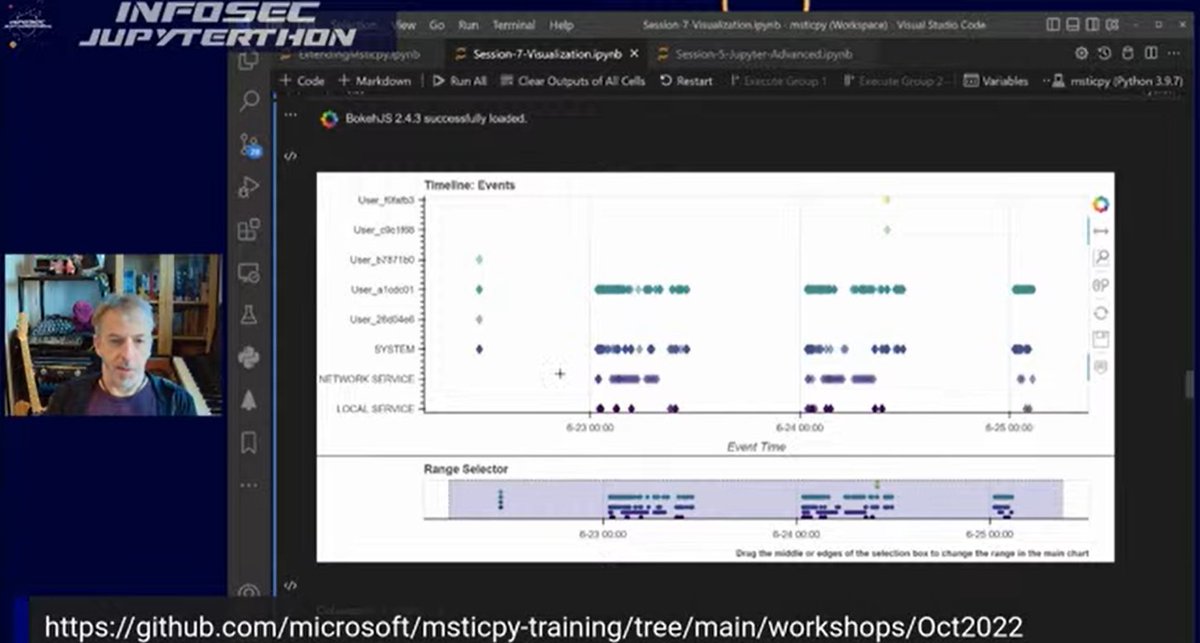 INFOSEC
JUPYTERTHON
View Go Run Terminal Help
Session-7-Visualization.ipynb - msticpy (Workspace) - Visual Studio Code
ExtendingMsticpy.ipynb
Session-7-Visualization.ipynb
Session-5-Jupyter-Advanced.ipynb
+ Code + Markdown Run All Clear Outputs of All Cells Restart Execute Group 1 Execute Group 2 Variables msticpy (Python 3.9.7)
BokehJS 2.4.3 successfully loaded.
Timeline: Events
User_f0fafb3
User_c9c1f68
User_b7871b0
User_a1odc01
User_26d04e6
SYSTEM
NETWORK SERVICE
LOCAL SERVICE
6-23 00:00 6-24 00:00 6-25 00:00
Event Time
Range Selector
6-23 00:00 6-24 00:00 6-25 00:00
Drag the middle or edges of the selection box to change the range in the main chart
https://github.com/microsoft/msticpy-training/tree/main/workshops/Oct2022